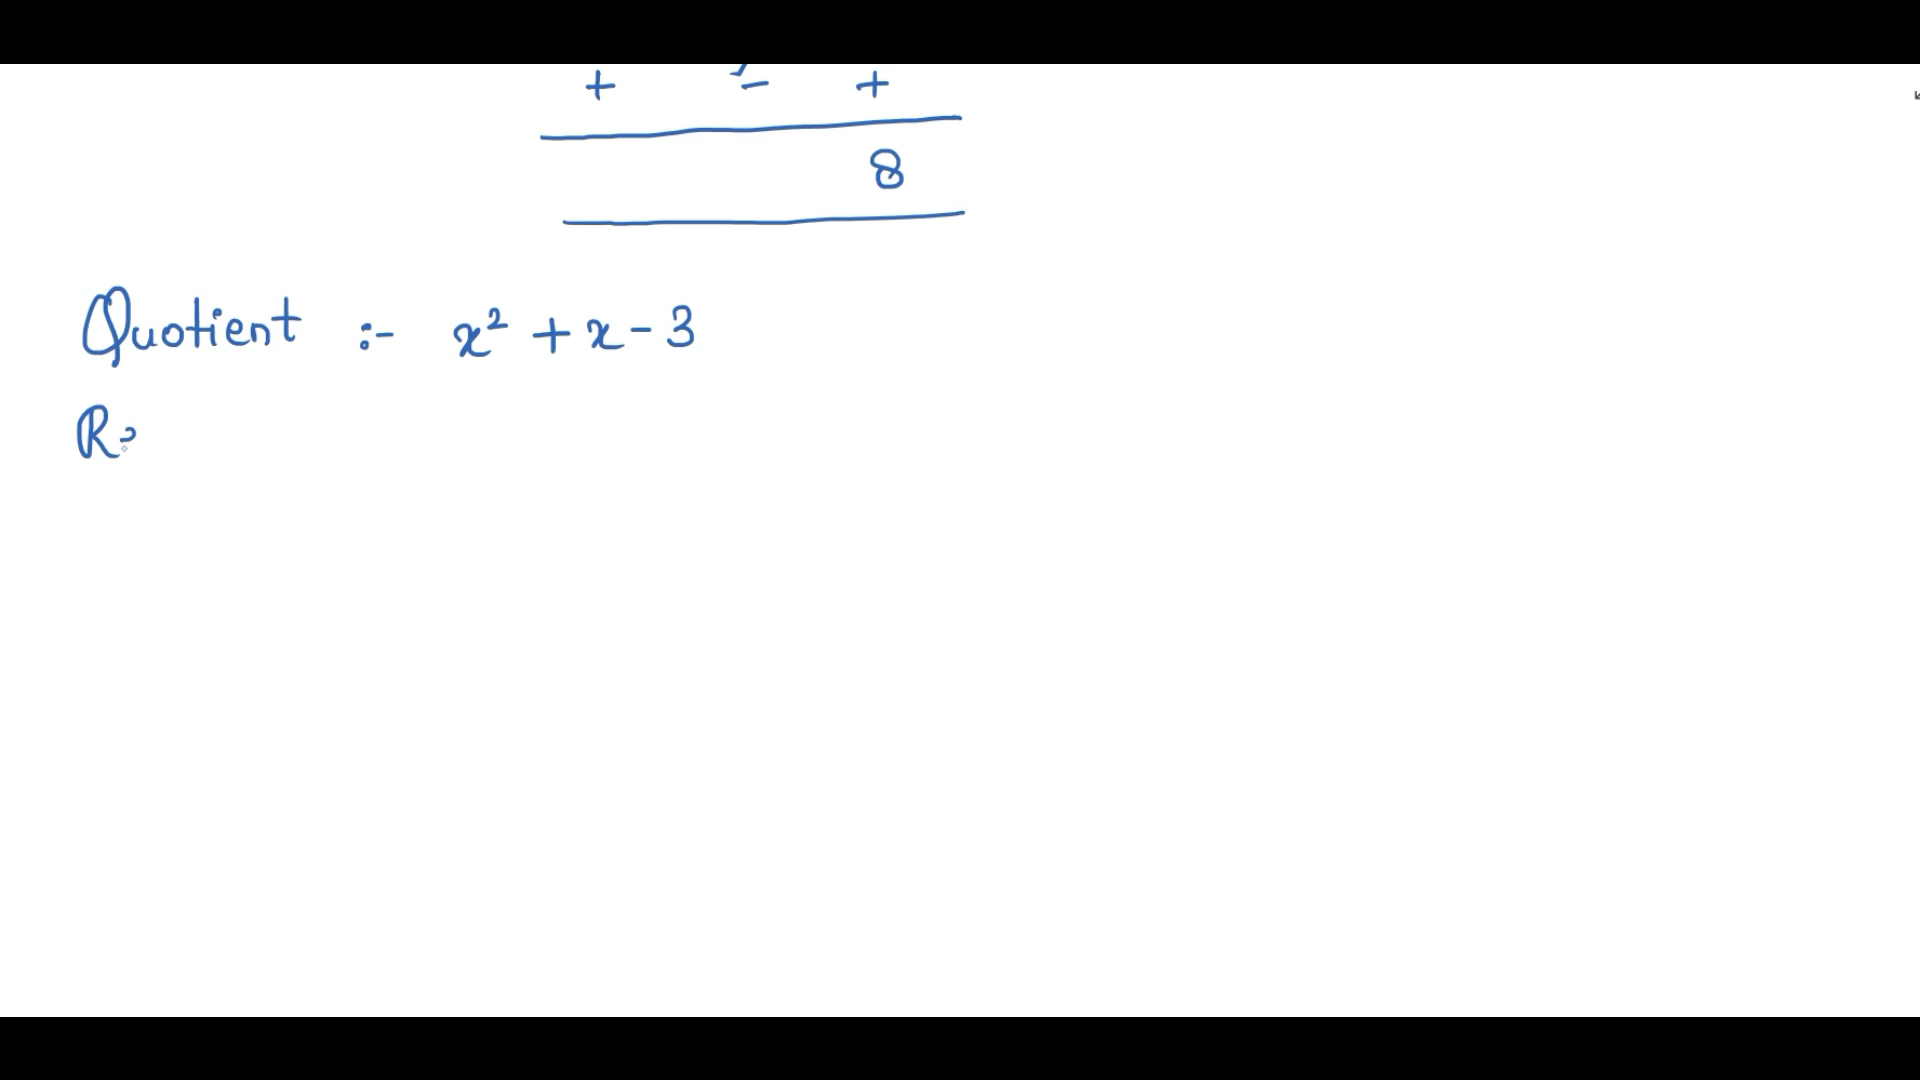 + - +
8
Quotient :- x² + x - 3
R